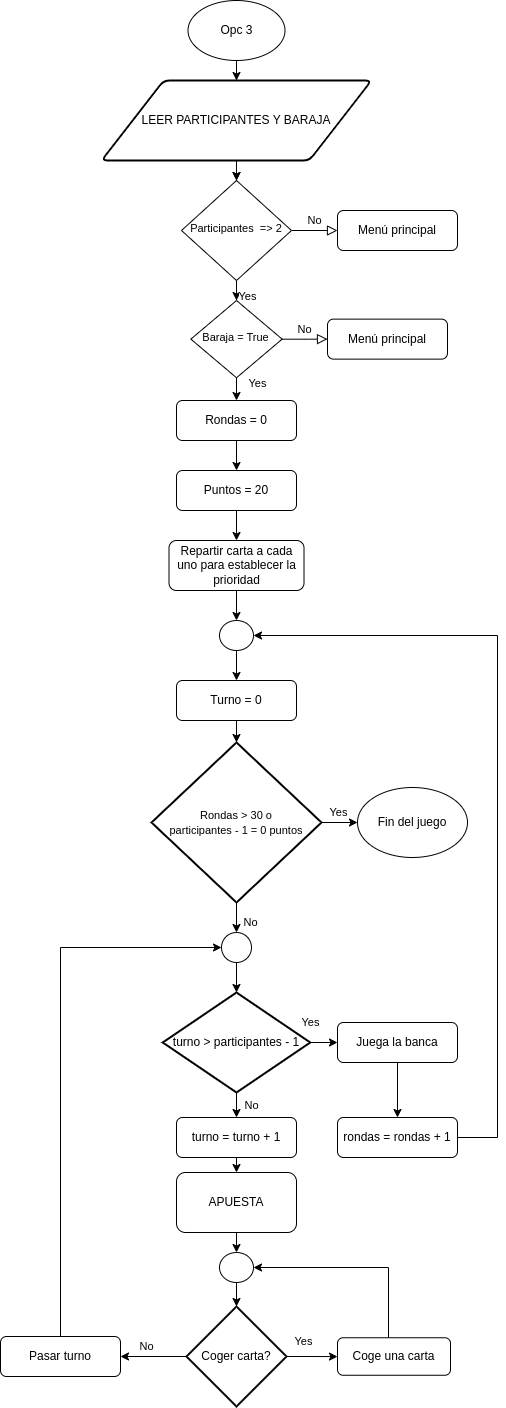 Opc 3
LEER PARTICIPANTES Y BARAJA
Participantes => 2
No
Menú principal
Yes
Baraja = True
No
Menú principal
Yes
Rondas = 0
Puntos = 20
Repartir carta a cada
uno para establecer la
prioridad
Turno = 0
Rondas > 30 o
participantes - 1 = 0 puntos
Yes
Fin del juego
No
turno > participantes - 1
Yes
Juega la banca
No
turno = turno + 1
rondas = rondas + 1
APUESTA
Coger carta?
No
Pasar turno
Yes
Coge una carta